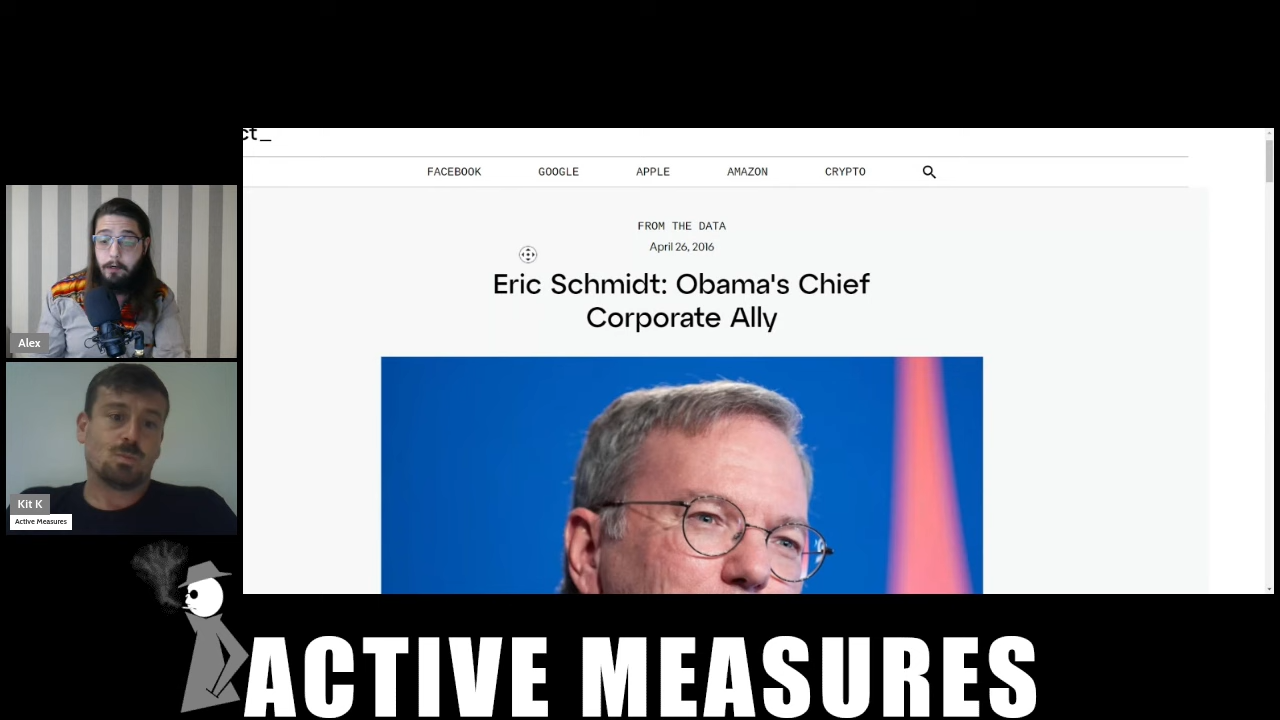 ct_
FACEBOOK GOOGLE APPLE AMAZON CRYPTO
FROM THE DATA
April 26, 2016
Eric Schmidt: Obama's Chief
Corporate Ally
Alex
Kit K
Active Measures
ACTIVE MEASURES